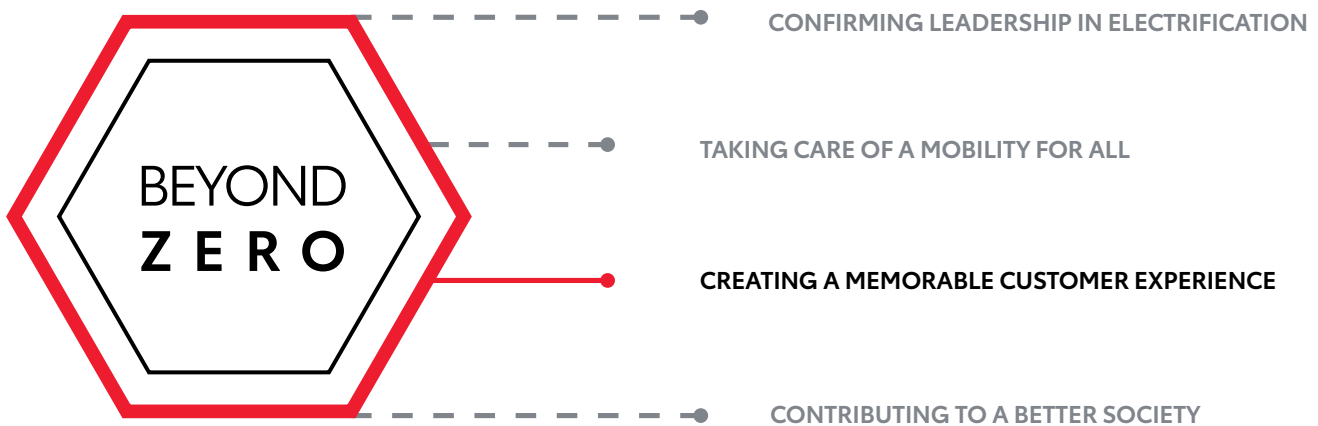 CONFIRMING LEADERSHIP IN ELECTRIFICATION
TAKING CARE OF A MOBILITY FOR ALL
BEYOND
ZERO
CREATING A MEMORABLE CUSTOMER EXPERIENCE
CONTRIBUTING TO A BETTER SOCIETY